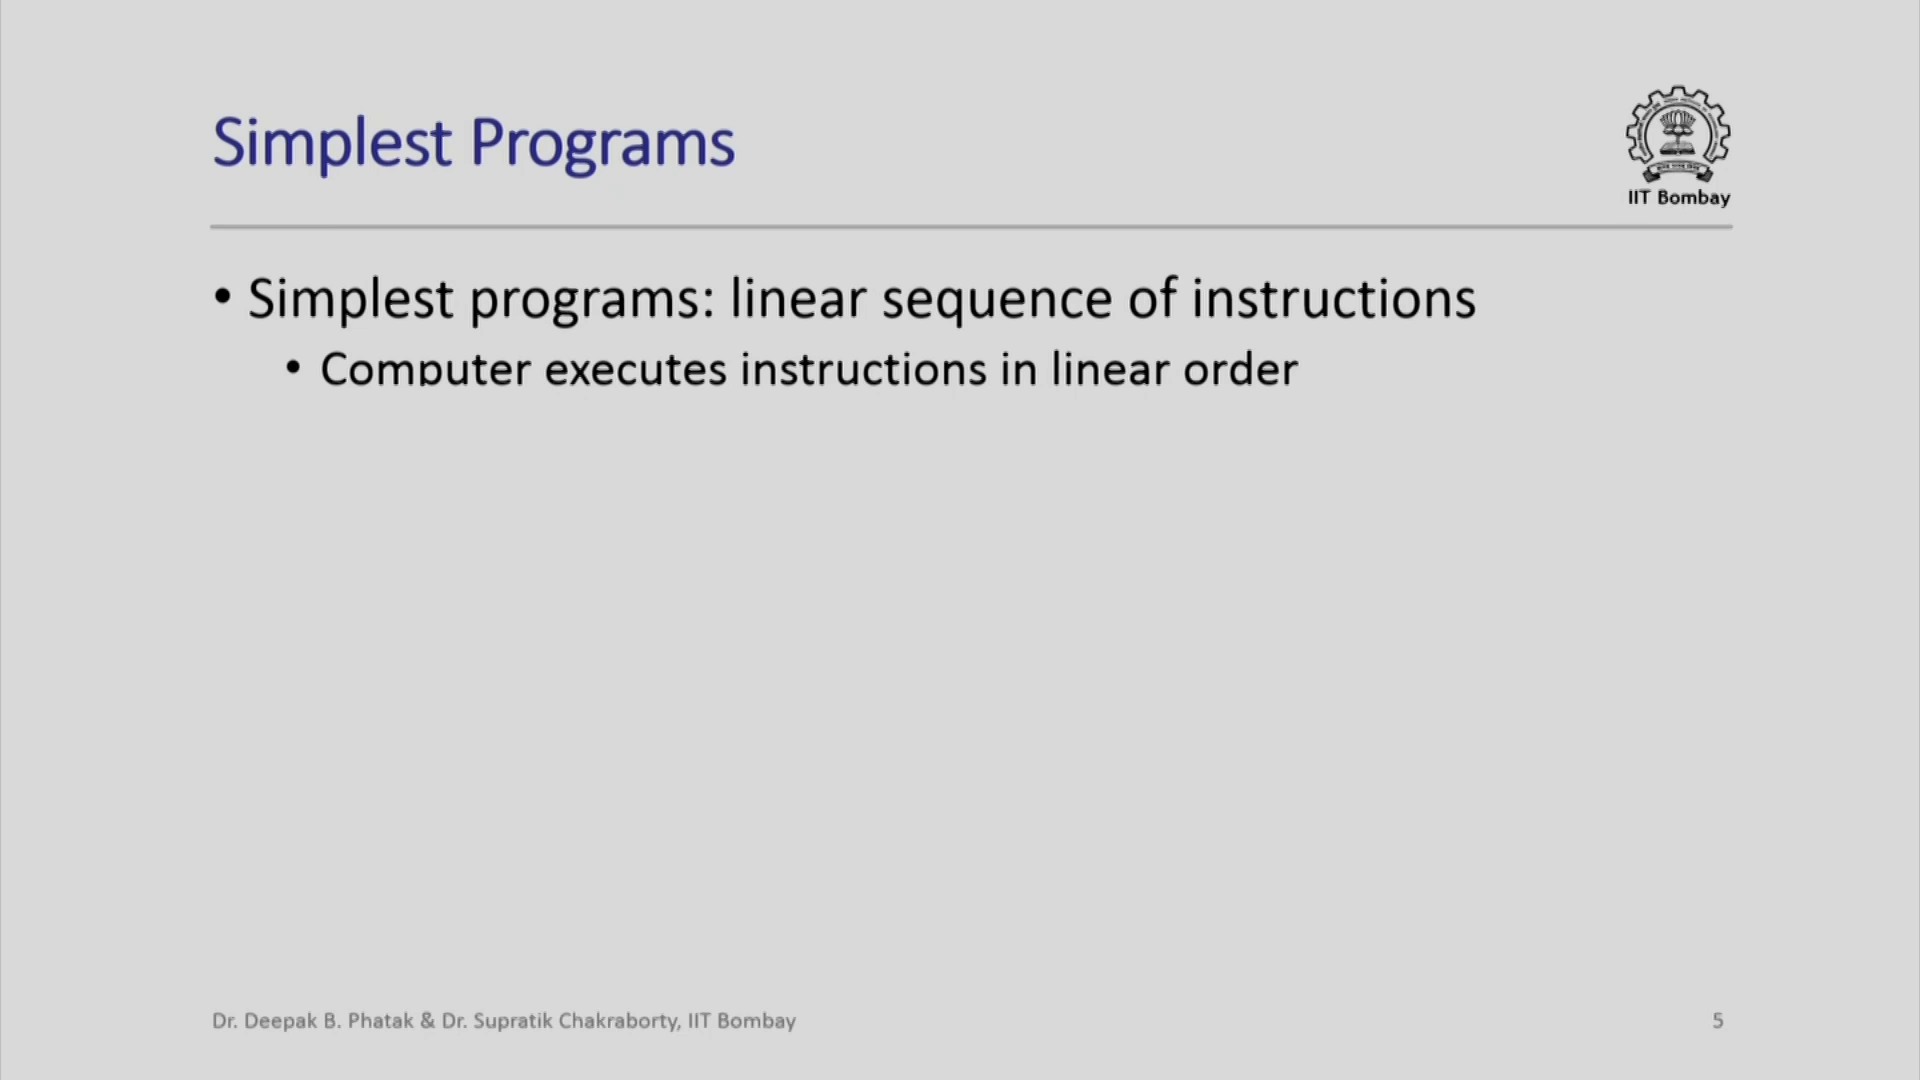 Simplest Programs
IIT Bombay
• Simplest programs: linear sequence of instructions
• Computer executes instructions in linear order
Dr. Deepak B. Phatak & Dr. Supratik Chakraborty, IIT Bombay
5